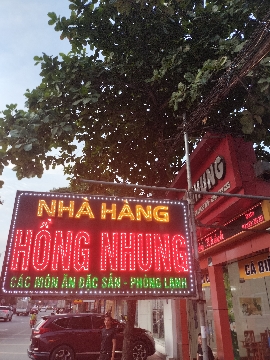 NHÀ HÀNG
HỒNG NHUNG
CÁC MÓN ĂN ĐẶC SẢN - PHÒNG LẠNH